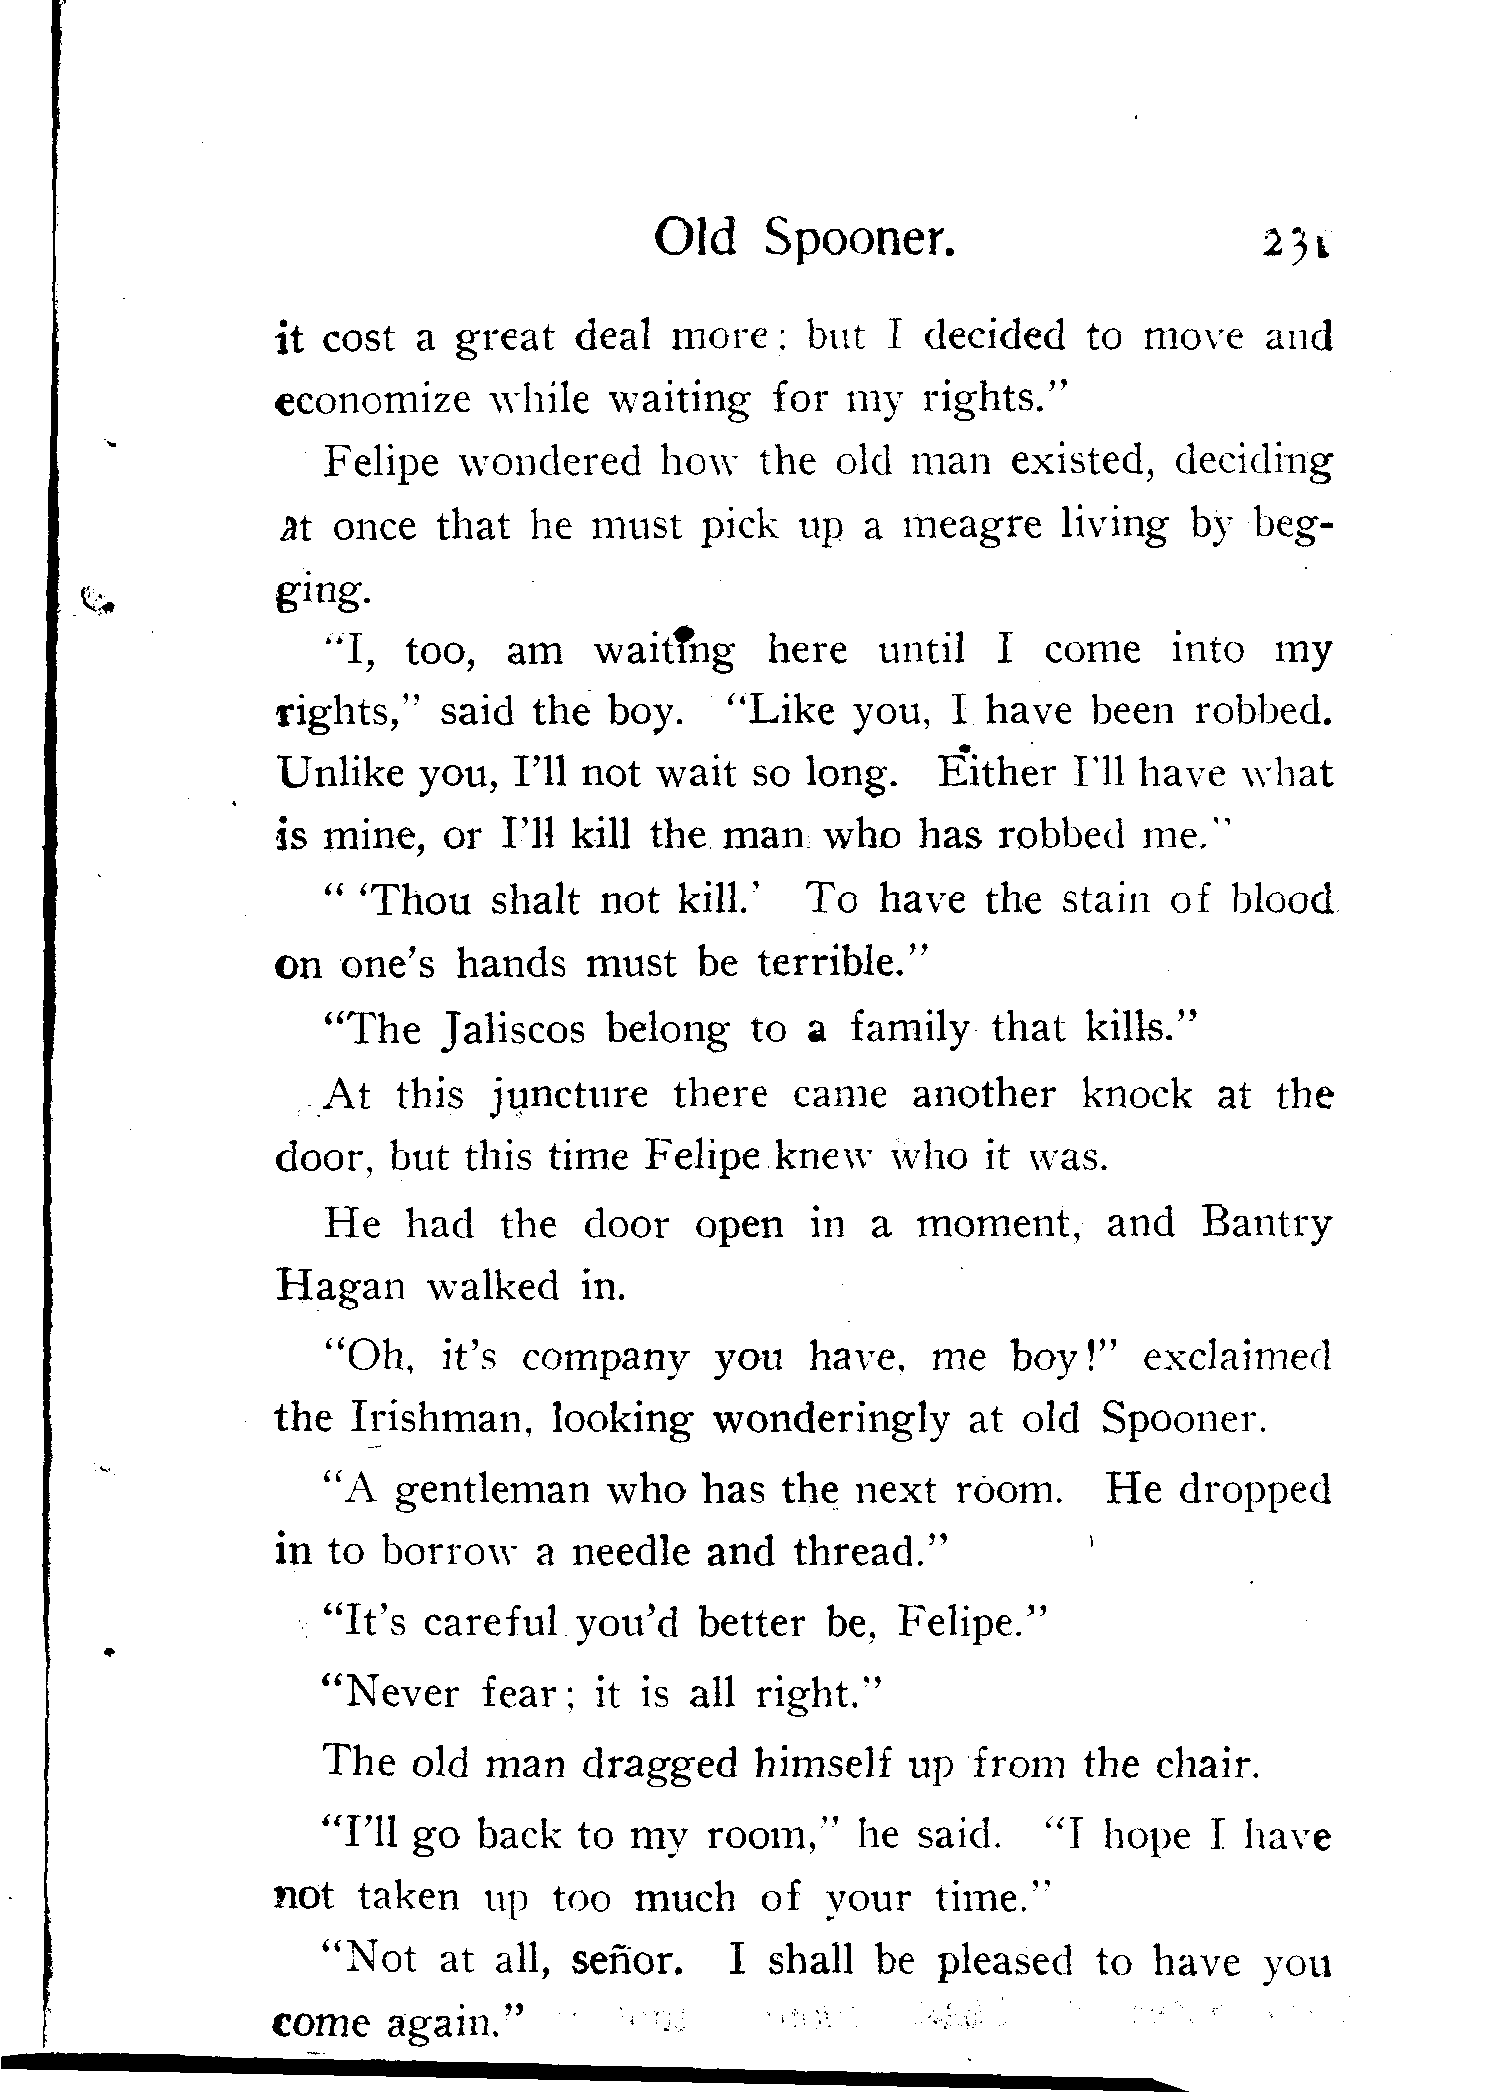 Old Spooner. 231
it cost a great deal more; but I decided to move and
economize while waiting for my rights."
Felipe wondered how the old man existed, deciding
at once that he must pick up a meagre living by beg-
ging.
"I, too, am waiting here until I come into my
rights," said the boy. "Like you, I have been robbed.
Unlike you, I'll not wait so long. Either I'll have what
is mine, or I'll kill the man who has robbed me."
" 'Thou shalt not kill.' To have the stain of blood
on one's hands must be terrible."
"The Jaliscos belong to a family that kills."
At this juncture there came another knock at the
door, but this time Felipe knew who it was.
He had the door open in a moment, and Bantry
Hagan walked in.
"Oh, it's company you have, me boy!" exclaimed
the Irishman, looking wonderingly at old Spooner.
"A gentleman who has the next room. He dropped
in to borrow a needle and thread."
"It's careful you'd better be, Felipe."
"Never fear; it is all right."
The old man dragged himself up from the chair.
"I'll go back to my room," he said. "I hope I have
not taken up too much of your time."
"Not at all, señor. I shall be pleased to have you
come again."